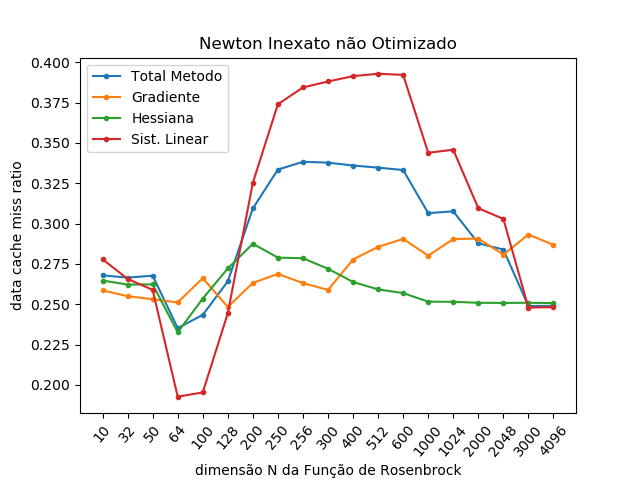 Newton Inexato não Otimizado
Total Metodo
Gradiente
Hessiana
Sist. Linear
data cache miss ratio
0.400
0.375
0.350
0.325
0.300
0.275
0.250
0.225
0.200
10 32 50 64 100 128 200 250 256 300 400 512 600 1000 1024 2000 2048 3000 4096
dimensão N da Função de Rosenbrock